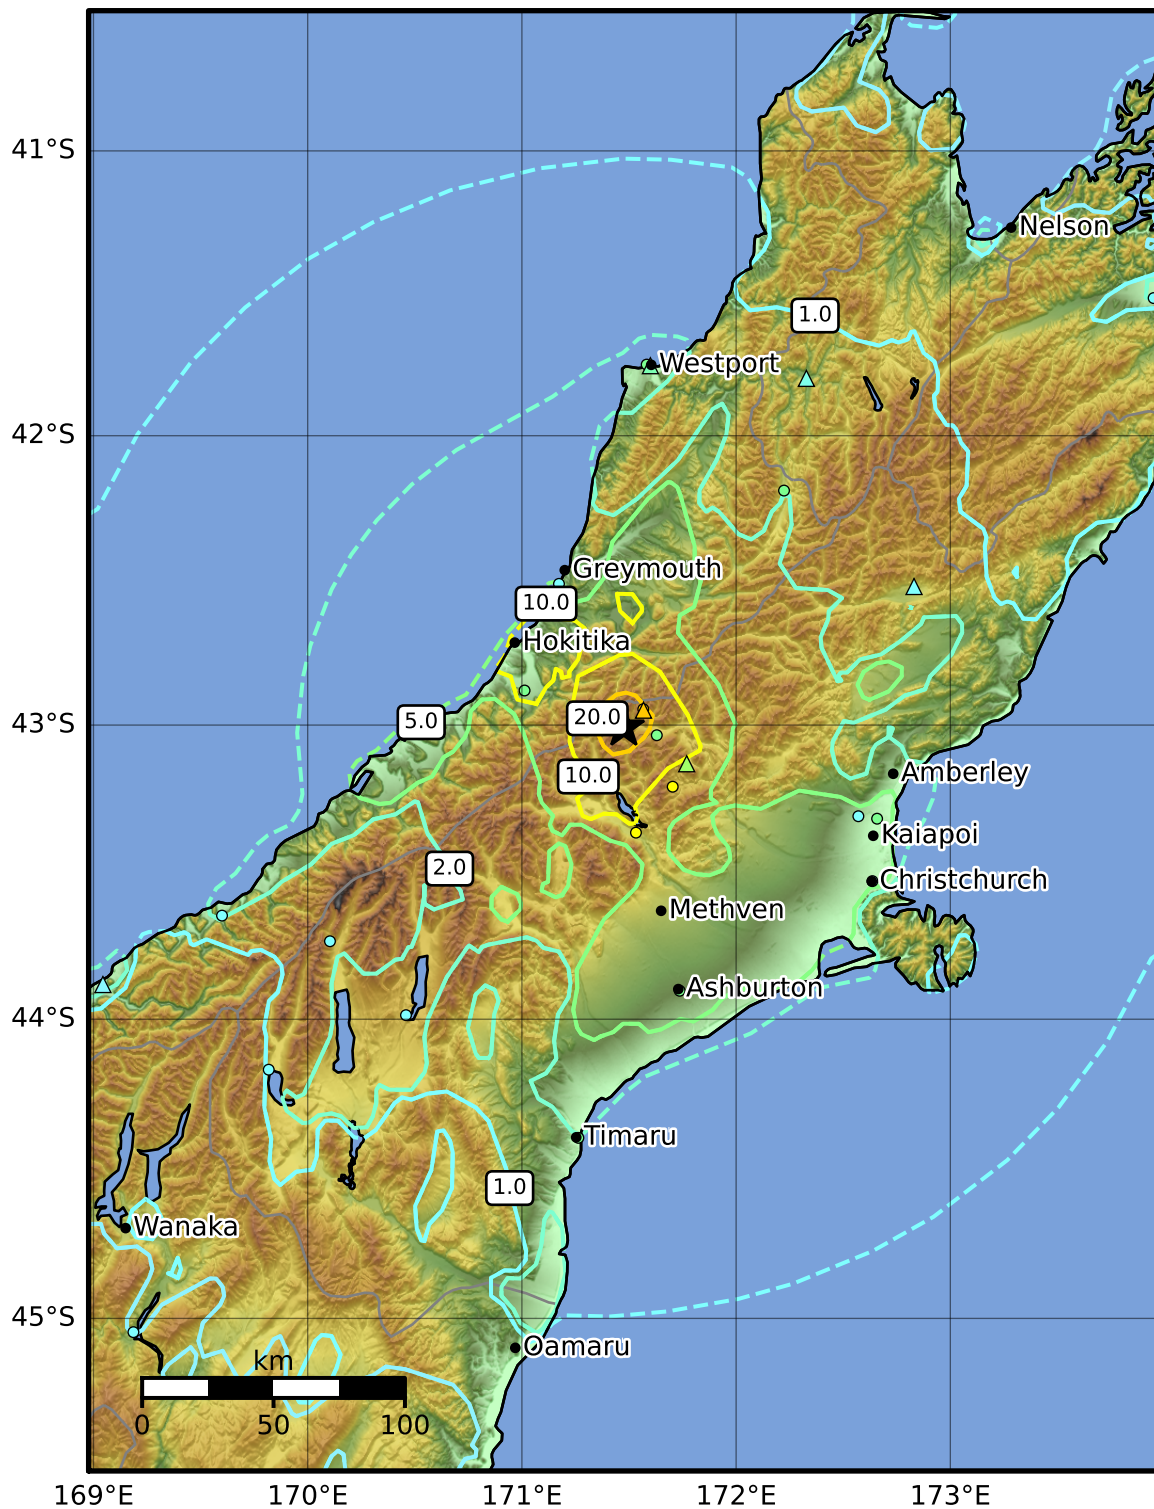 41°S
Nelson
1.0
Westport
42°S
Greymouth
10.0
Hokitika
20.0
5.0
43°S
10.0
Amberley
Kaiapoi
2.0
Christchurch
Methven
Ashburton
44°S
Timaru
1.0
Wanaka
45°S
Oamaru
km
0 50 100
169°E 170°E 171°E 172°E 173°E